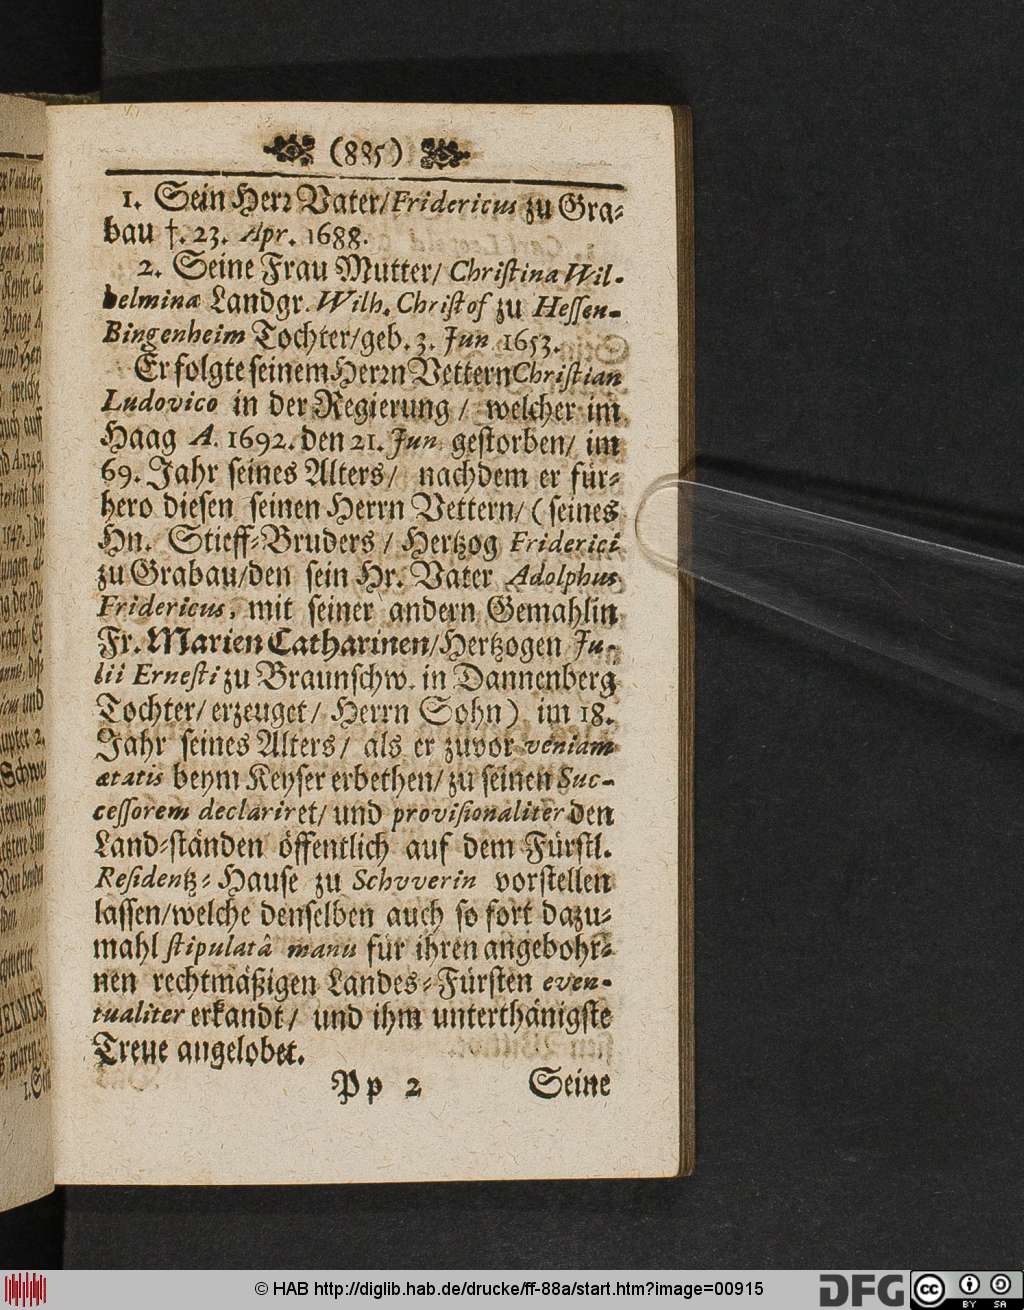 (885)
1. Sein Herr Vater/ Fridericus zu Gra-
bau †. 23. Apr. 1688.
2. Seine Frau Mutter/ Christina Wil-
helminæ Landgr. Wilh. Christof zu Hessen-
Bingenheim Tochter/geb. 3. Jun 1653.
Er folgte seinem Herrn Vettern Christian
Ludovico in der Regierung / welcher im
Haag A. 1692. den 21. Jun gestorben/ im
69. Jahr seines Alters/ nachdem er für-
hero diesen seinen Herrn Vettern/ (seines
Hn. Stieff-Bruders / Hertzog Friderici
zu Grabau/den sein Hr. Vater Adolphus
Fridericus, mit seiner andern Gemahlin
Fr. Marien Catharinen/Hertzogen Ju-
lii Ernesti zu Braunschw. in Dannenberg
Tochter/ erzeuget/ Herrn Sohn) im 18.
Jahr seines Alters/ als er zuvor veniam
ætatis beym Keyser erbethen/ zu seinen Suc-
cessorem declariret/ und provisionaliter den
Land-ständen öffentlich auf dem Fürstl.
Residentz-Hause zu Schvverin vorstellen
lassen/welche denselben auch so fort dazu-
mahl stipulatâ manu für ihren angebohr-
nen rechtmäßigen Landes-Fürsten even-
tualiter erkandt/ und ihm unterthänigste
Treue angelobet.
Pp 2 Seine
© HAB http://diglib.hab.de/drucke/ff-88a/start.htm?image=00915
DFG
cc BY SA